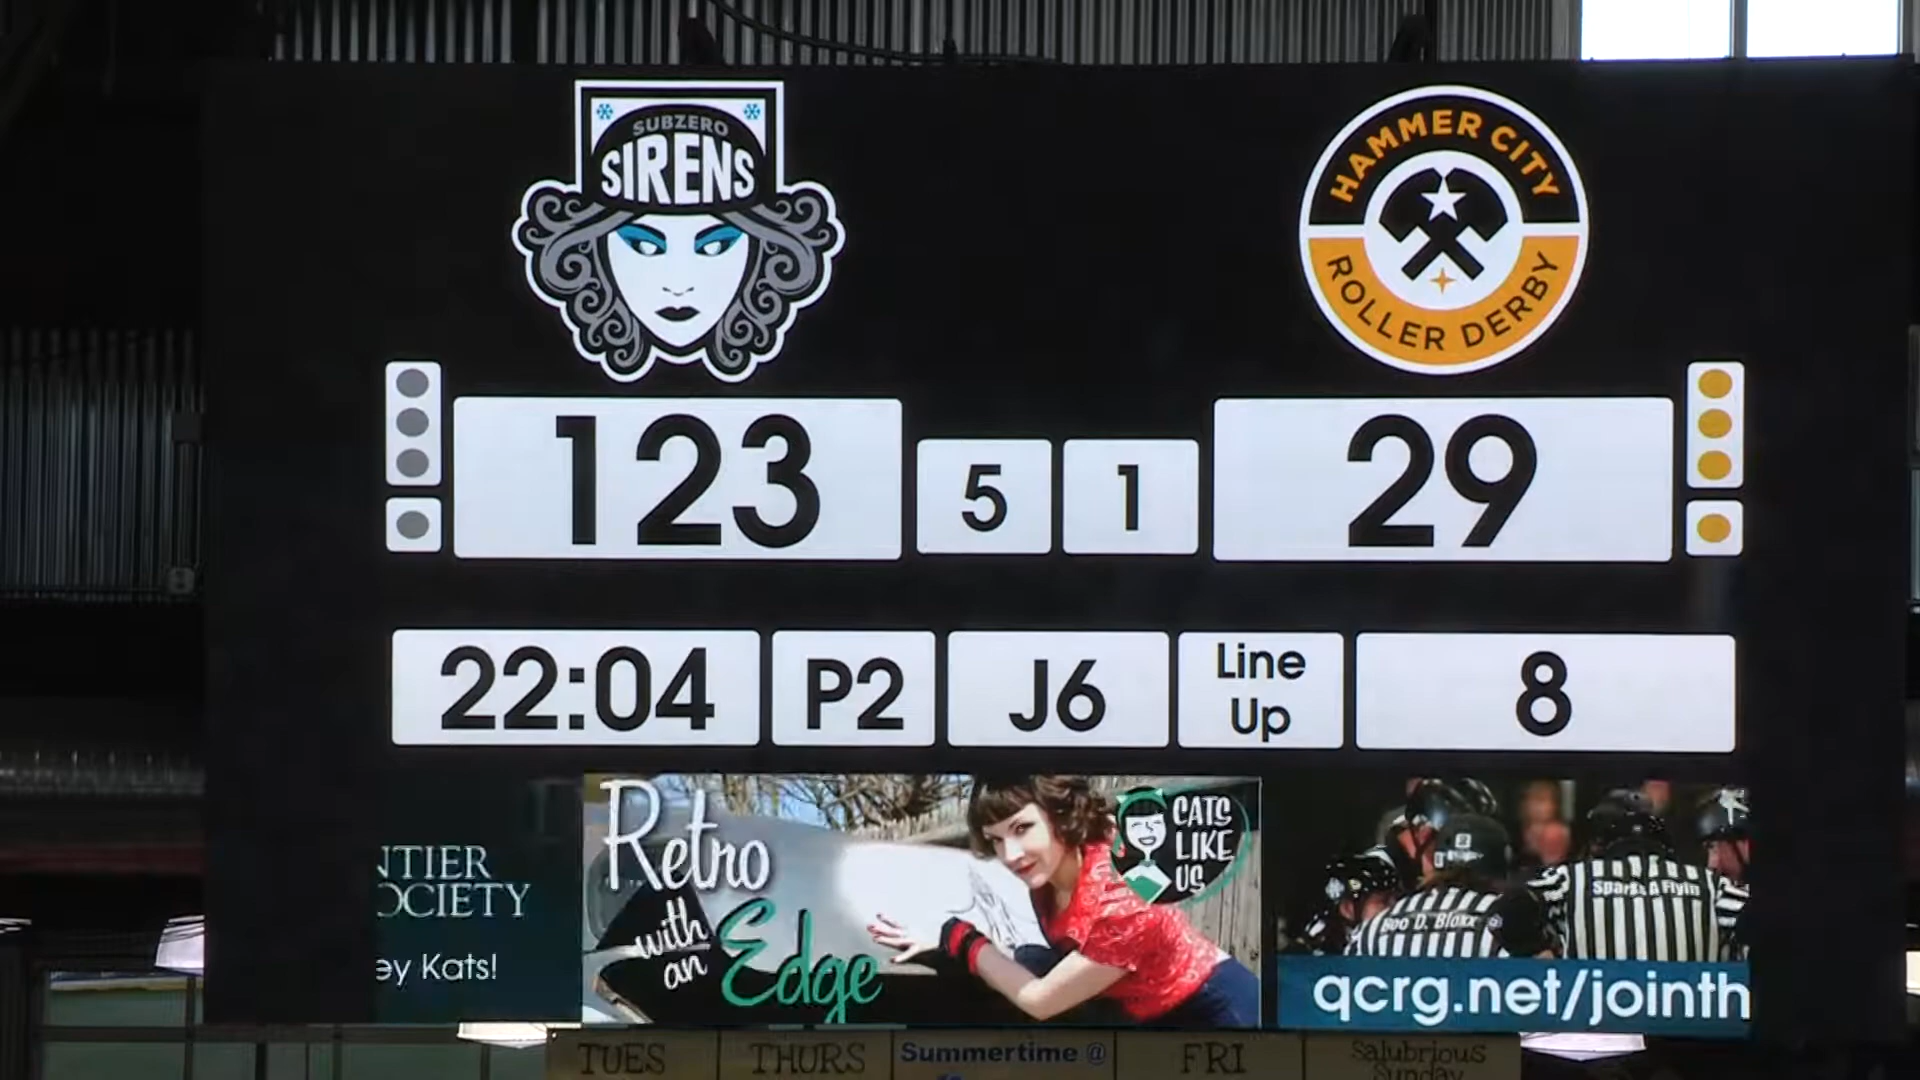 SUBZERO
SIRENS
HAMMER CITY
ROLLER DERBY
123
5
1
29
22:04
P2
J6
Line
Up
8
NTIER
OCIETY
ey Kats!
Retro
with
an
Edge
CATS
LIKE
US
Boo D. Bloxx
Sparks A Flyin
qcrg.net/jointh
TUES
THURS
Summertime @
FRI
Salubrious
Sunday